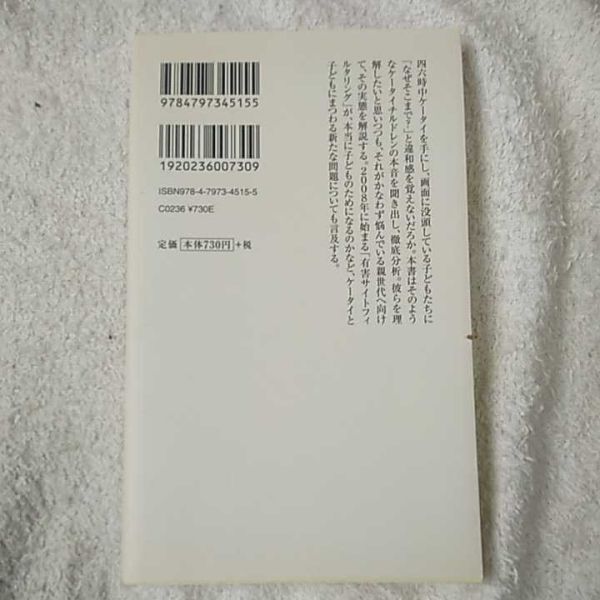 四六時中ケータイを手にし、画面に没頭している子どもたちに
「なぜそこまで?」と違和感を覚えないだろか。本書はそのよう
なケータイチルドレンの本音を聞き出し、徹底分析。彼らを理
解したいと思いつつも、それがかなわず悩んでいる親世代へ向け
て、その実態を解説する。2008年に始まる「有害サイトフィ
ルタリング」が、本当に子どものためになるのかなど、ケータイと
子どもにまつわる新たな問題についても言及する。
9784797345155
1920236007309
ISBN978-4-7973-4515-5
C0236 ¥730E
定価 本体730円 +税